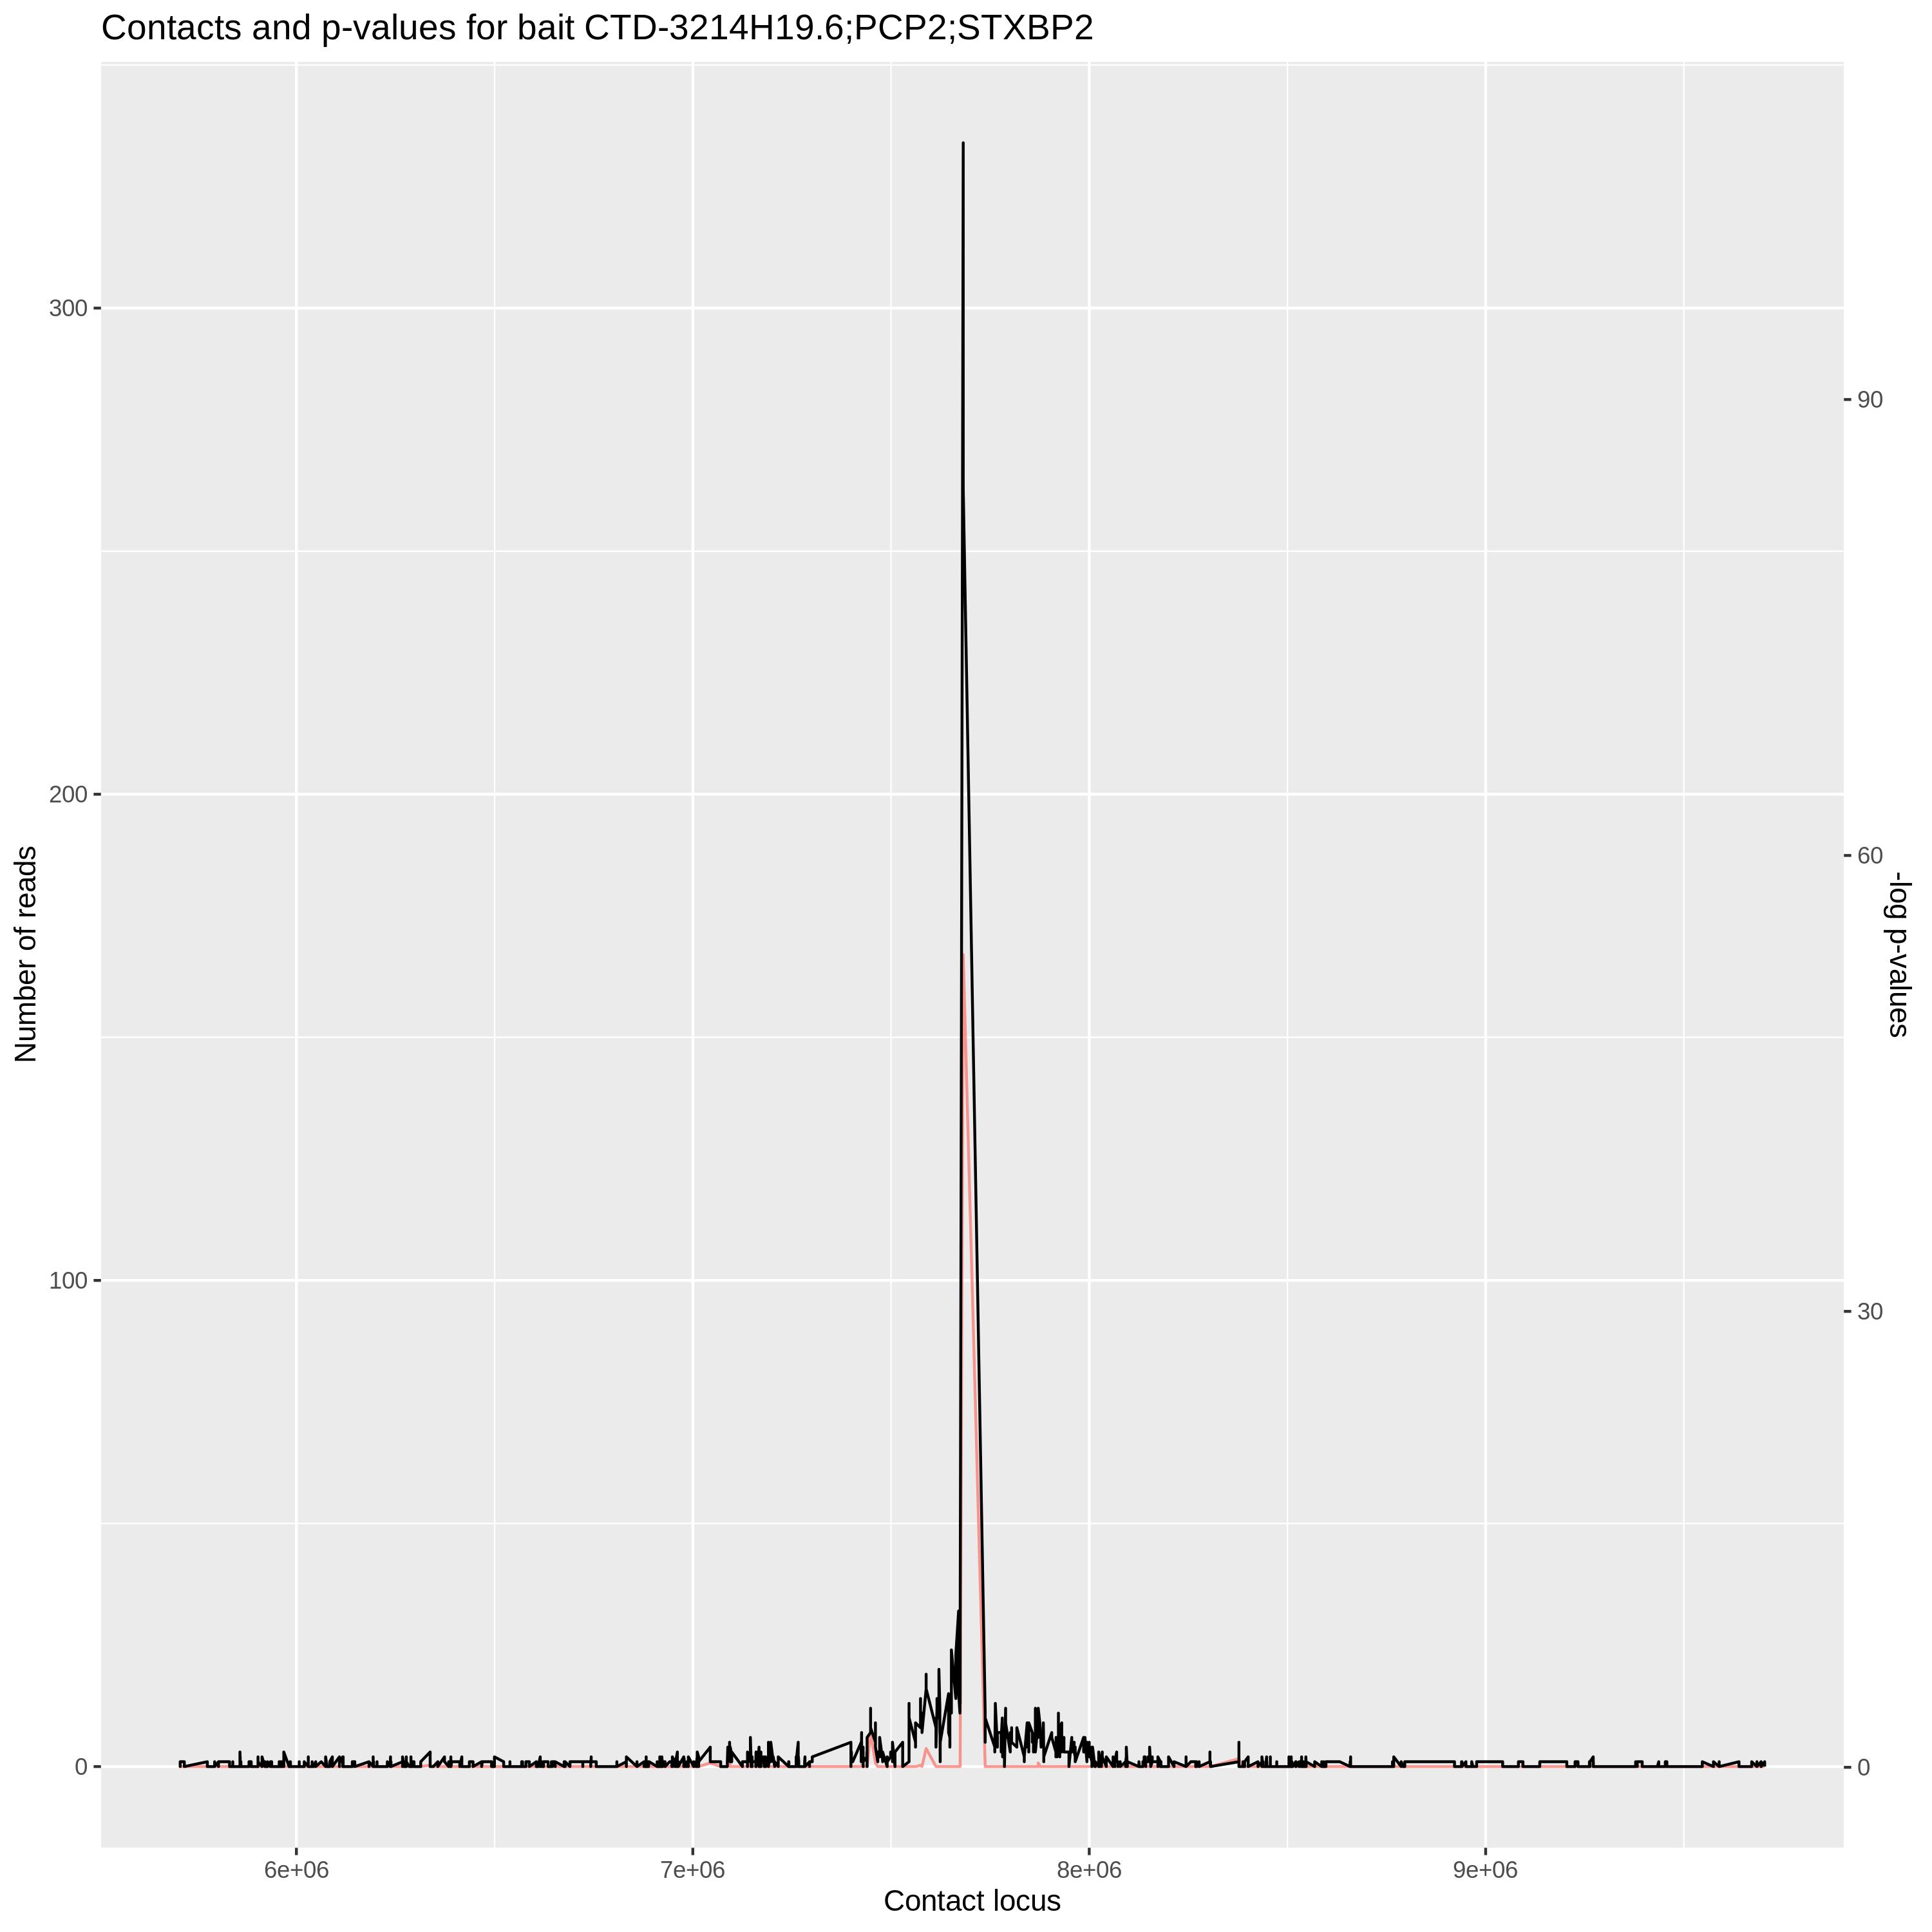 Contacts and p-values for bait CTD-3214H19.6;PCP2;STXBP2
300
200
100
0
Number of reads
90
60
30
0
-log p-values
6e+06
7e+06
8e+06
9e+06
Contact locus